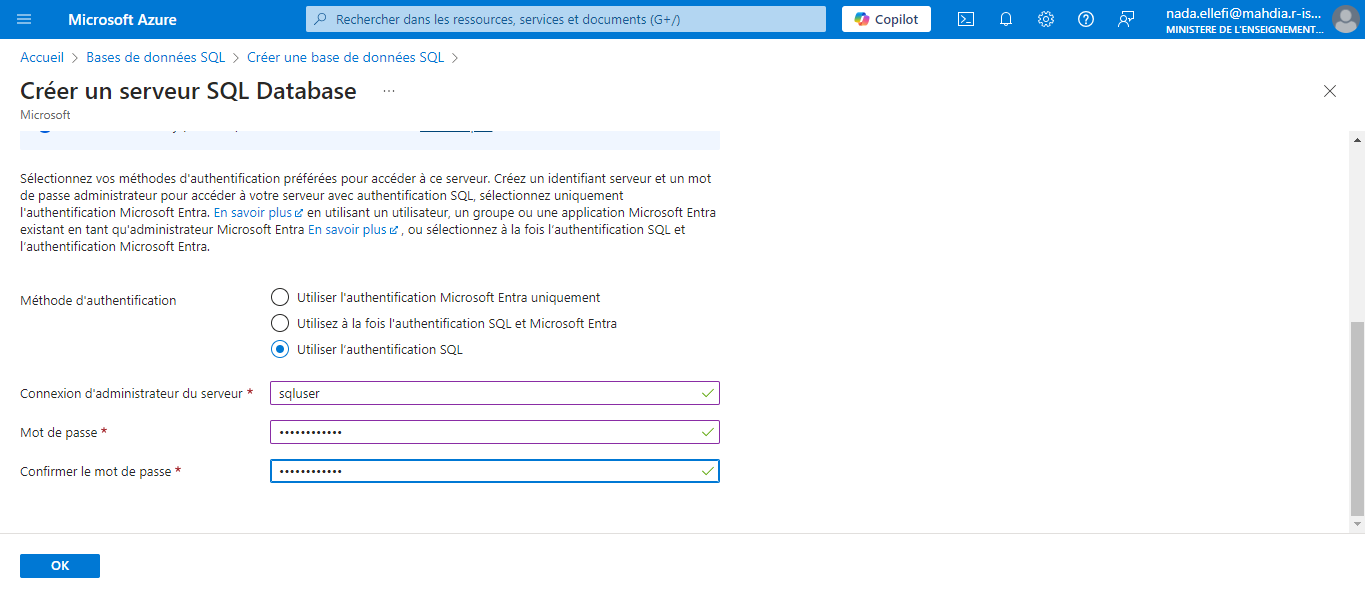 Microsoft Azure
Rechercher dans les ressources, services et documents (G+/)
Copilot
nada.ellefi@mahdia.r-is...
MINISTERE DE L'ENSEIGNEMENT...
Accueil > Bases de données SQL > Créer une base de données SQL >
Créer un serveur SQL Database ...
Microsoft
Sélectionnez vos méthodes d'authentification préférées pour accéder à ce serveur. Créez un identifiant serveur et un mot
de passe administrateur pour accéder à votre serveur avec authentification SQL, sélectionnez uniquement
l'authentification Microsoft Entra. En savoir plus en utilisant un utilisateur, un groupe ou une application Microsoft Entra
existant en tant qu'administrateur Microsoft Entra En savoir plus , ou sélectionnez à la fois l'authentification SQL et
l'authentification Microsoft Entra.
Méthode d'authentification
Utiliser l'authentification Microsoft Entra uniquement
Utilisez à la fois l'authentification SQL et Microsoft Entra
Utiliser l'authentification SQL
Connexion d'administrateur du serveur * sqluser
Mot de passe * ••••••••••••
Confirmer le mot de passe * ••••••••••••
OK